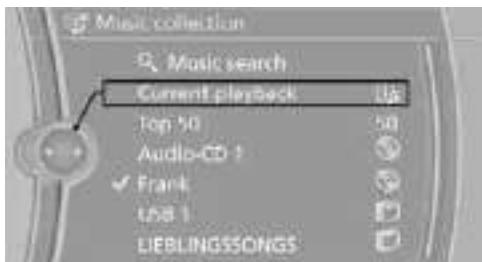 Music collection
Music search
Current playback
Top 50 50
Audio-CD 1
Frank
USB 1
LIEBLINGSSONGS